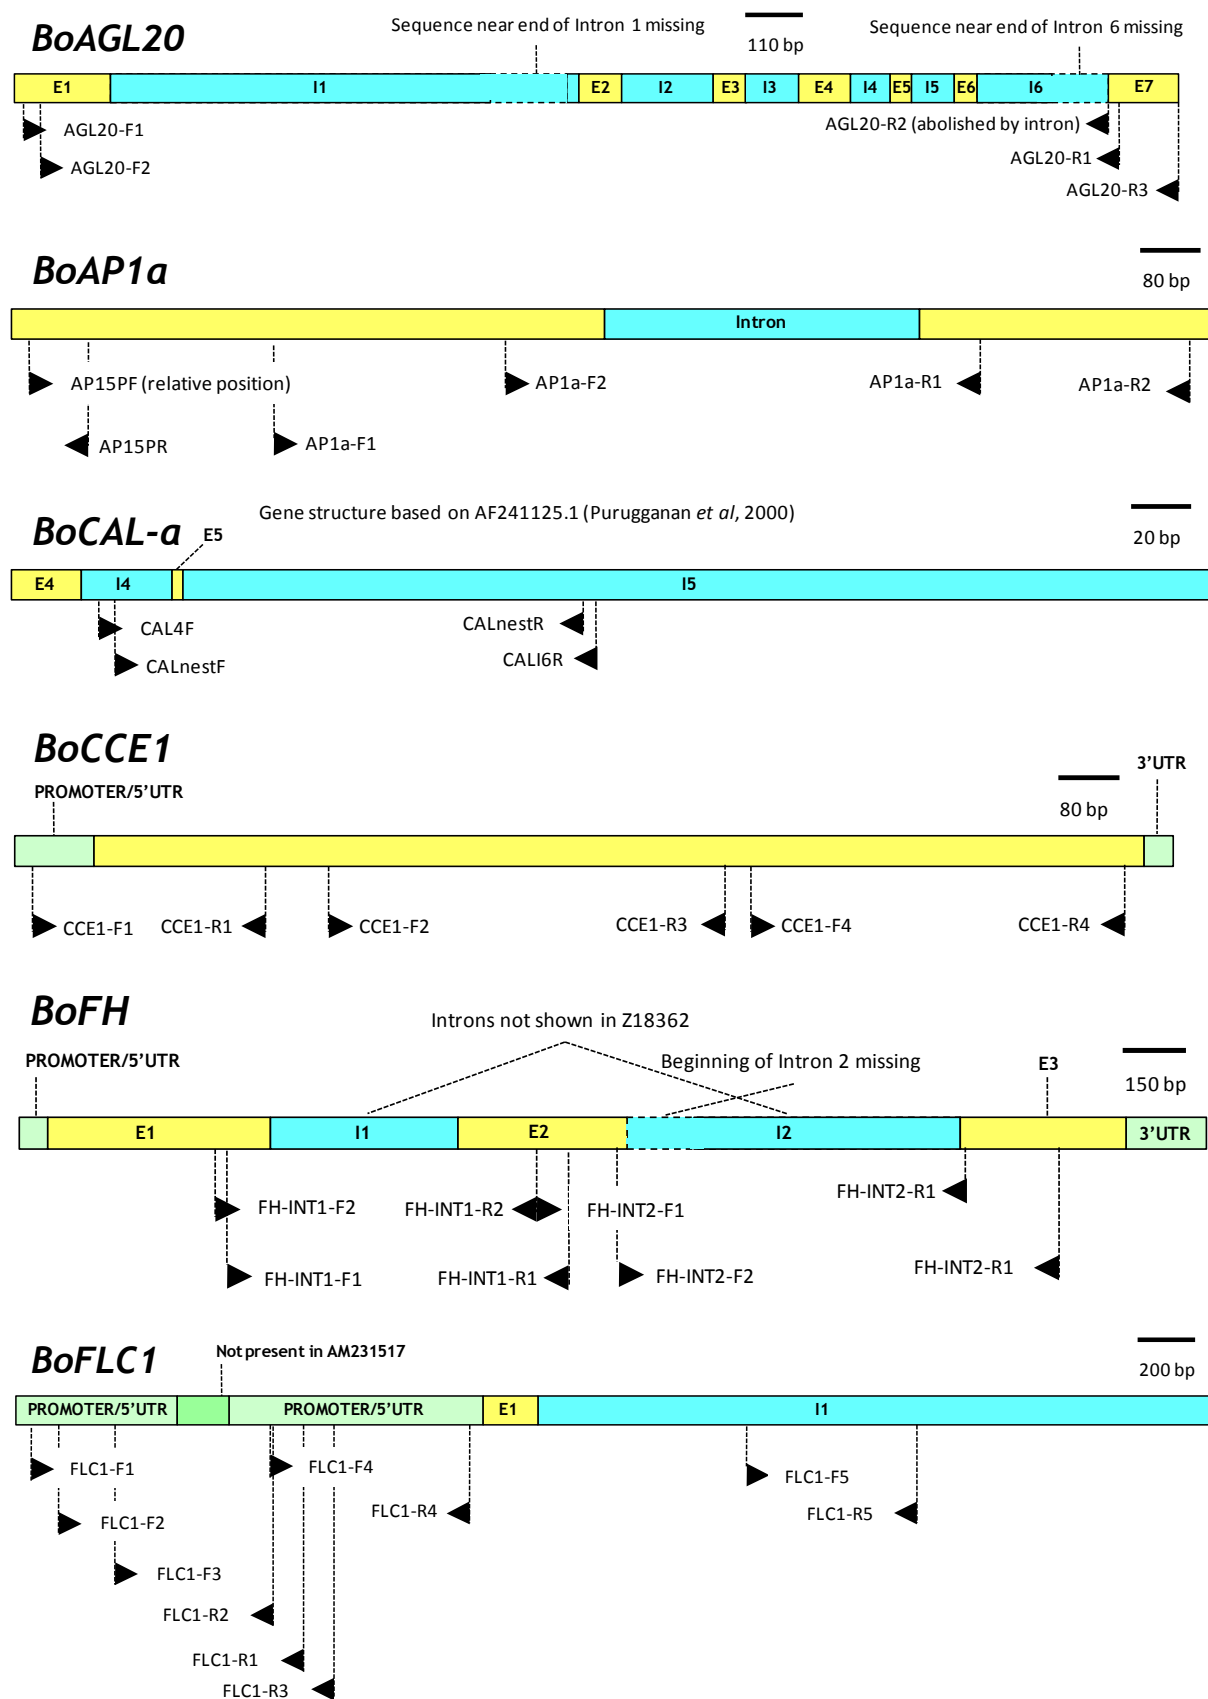 BoAGL20
Sequence near end of Intron 1 missing
110 bp
Sequence near end of Intron 6 missing
E1 I1 E2 I2 E3 I3 E4 I4 E5 I5 E6 I6 E7
AGL20-F1
AGL20-R2 (abolished by intron)
AGL20-F2
AGL20-R1
AGL20-R3
BoAP1a
80 bp
Intron
AP15PF (relative position)
AP1a-F2
AP1a-R1
AP1a-R2
AP15PR
AP1a-F1
BoCAL-a
E5
Gene structure based on AF241125.1 (Purugganan et al, 2000)
20 bp
E4 I4 I5
CAL4F
CALnestR
CALnestF
CALI6R
BoCCE1
3’UTR
PROMOTER/5’UTR
80 bp
CCE1-F1
CCE1-R1
CCE1-F2
CCE1-R3
CCE1-F4
CCE1-R4
BoFH
Introns not shown in Z18362
PROMOTER/5’UTR
Beginning of Intron 2 missing
E3
150 bp
E1 I1 E2 I2 3’UTR
FH-INT1-F2
FH-INT1-R2
FH-INT2-F1
FH-INT2-R1
FH-INT1-F1
FH-INT1-R1
FH-INT2-F2
FH-INT2-R1
BoFLC1
Not present in AM231517
200 bp
PROMOTER/5’UTR PROMOTER/5’UTR E1 I1
FLC1-F1
FLC1-F4
FLC1-F5
FLC1-R4
FLC1-R5
FLC1-F2
FLC1-F3
FLC1-R2
FLC1-R1
FLC1-R3